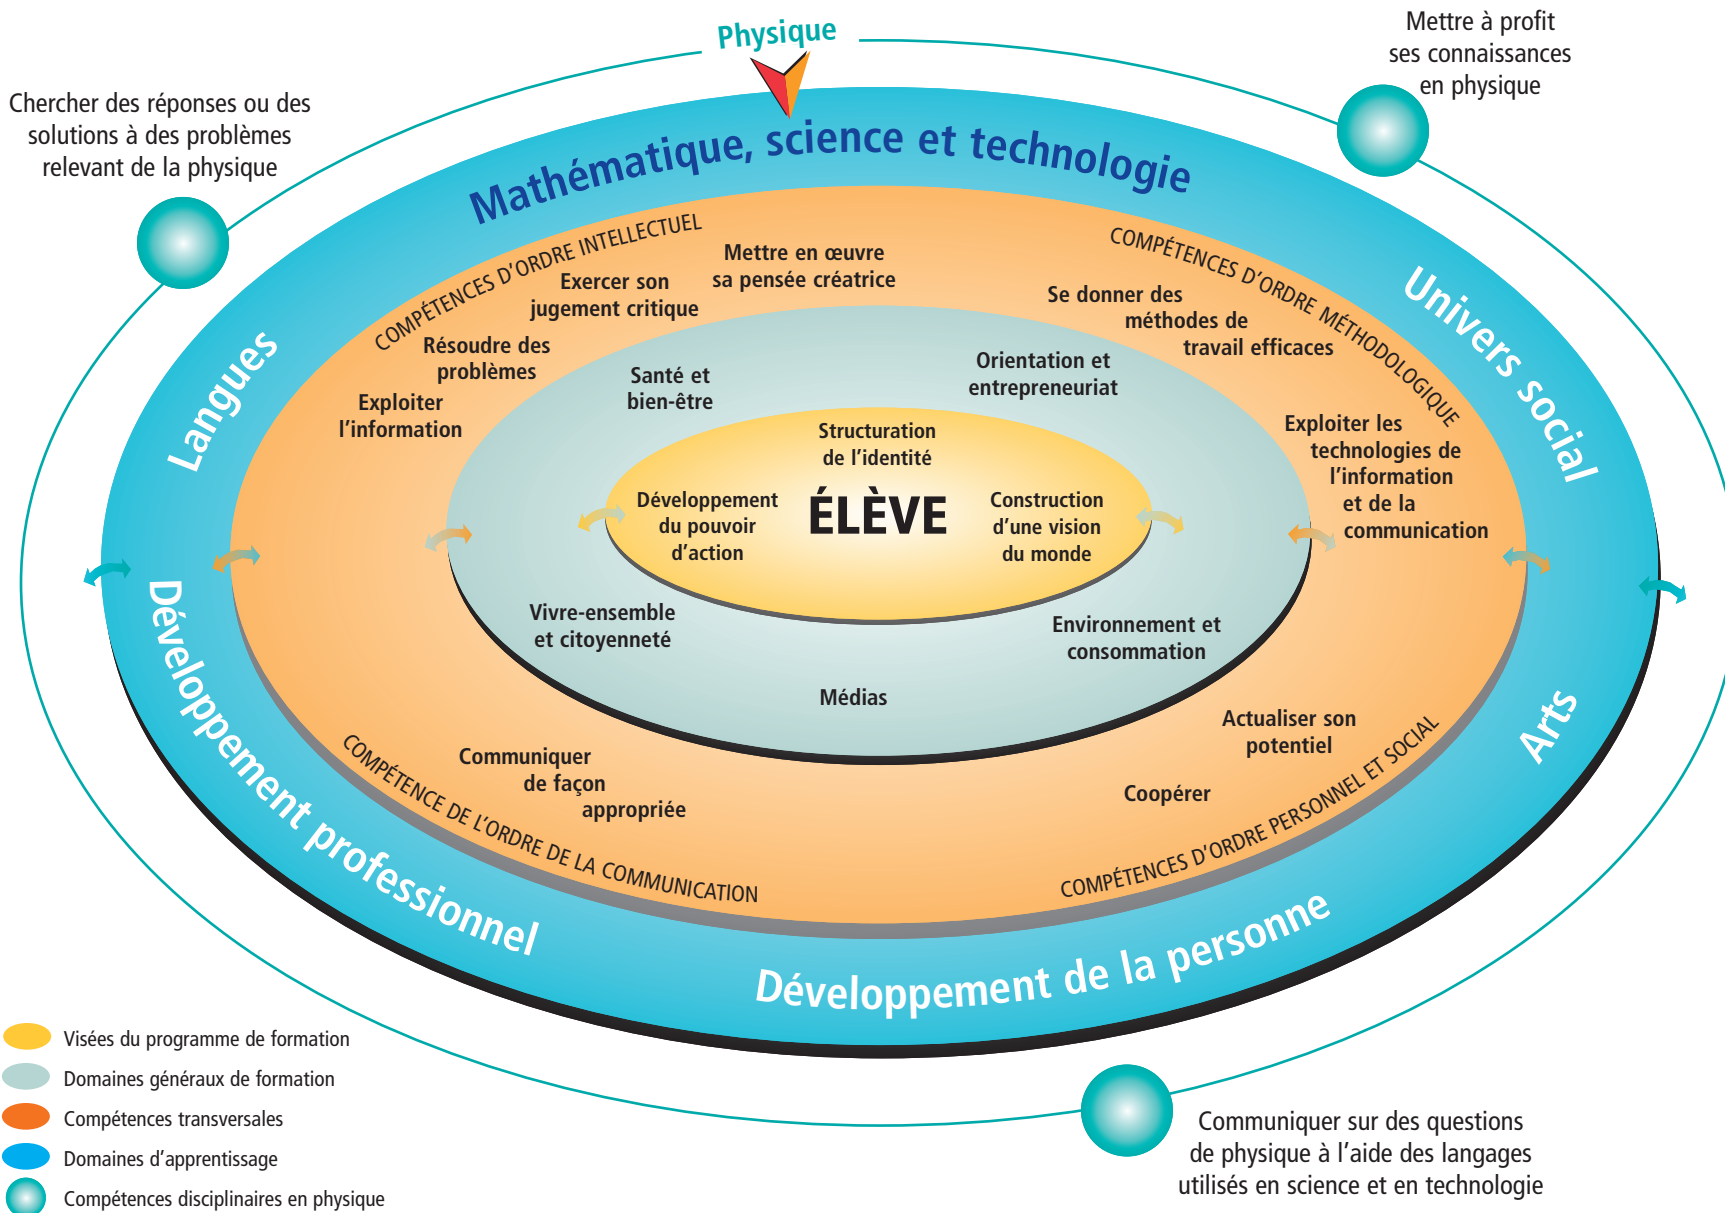 Physique
Mettre à profit
ses connaissances
en physique
Chercher des réponses ou des
solutions à des problèmes
relevant de la physique
Mathématique, science et technologie
Langues
Univers social
Arts
Développement professionnel
Développement de la personne
COMPÉTENCES D'ORDRE INTELLECTUEL
Mettre en œuvre
sa pensée créatrice
Exercer son
jugement critique
Résoudre des
problèmes
Exploiter
l'information
COMPÉTENCES D'ORDRE MÉTHODOLOGIQUE
Se donner des
méthodes de
travail efficaces
Exploiter les
technologies de
l'information
et de la
communication
Santé et
bien-être
Orientation et
entrepreneuriat
Structuration
de l'identité
Développement
du pouvoir
d'action
ÉLÈVE
Construction
d'une vision
du monde
Vivre-ensemble
et citoyenneté
Environnement et
consommation
Médias
Communiquer
de façon
appropriée
COMPÉTENCE DE L'ORDRE DE LA COMMUNICATION
Actualiser son
potentiel
Coopérer
COMPÉTENCES D'ORDRE PERSONNEL ET SOCIAL
Visées du programme de formation
Domaines généraux de formation
Compétences transversales
Domaines d'apprentissage
Compétences disciplinaires en physique
Communiquer sur des questions
de physique à l'aide des langages
utilisés en science et en technologie